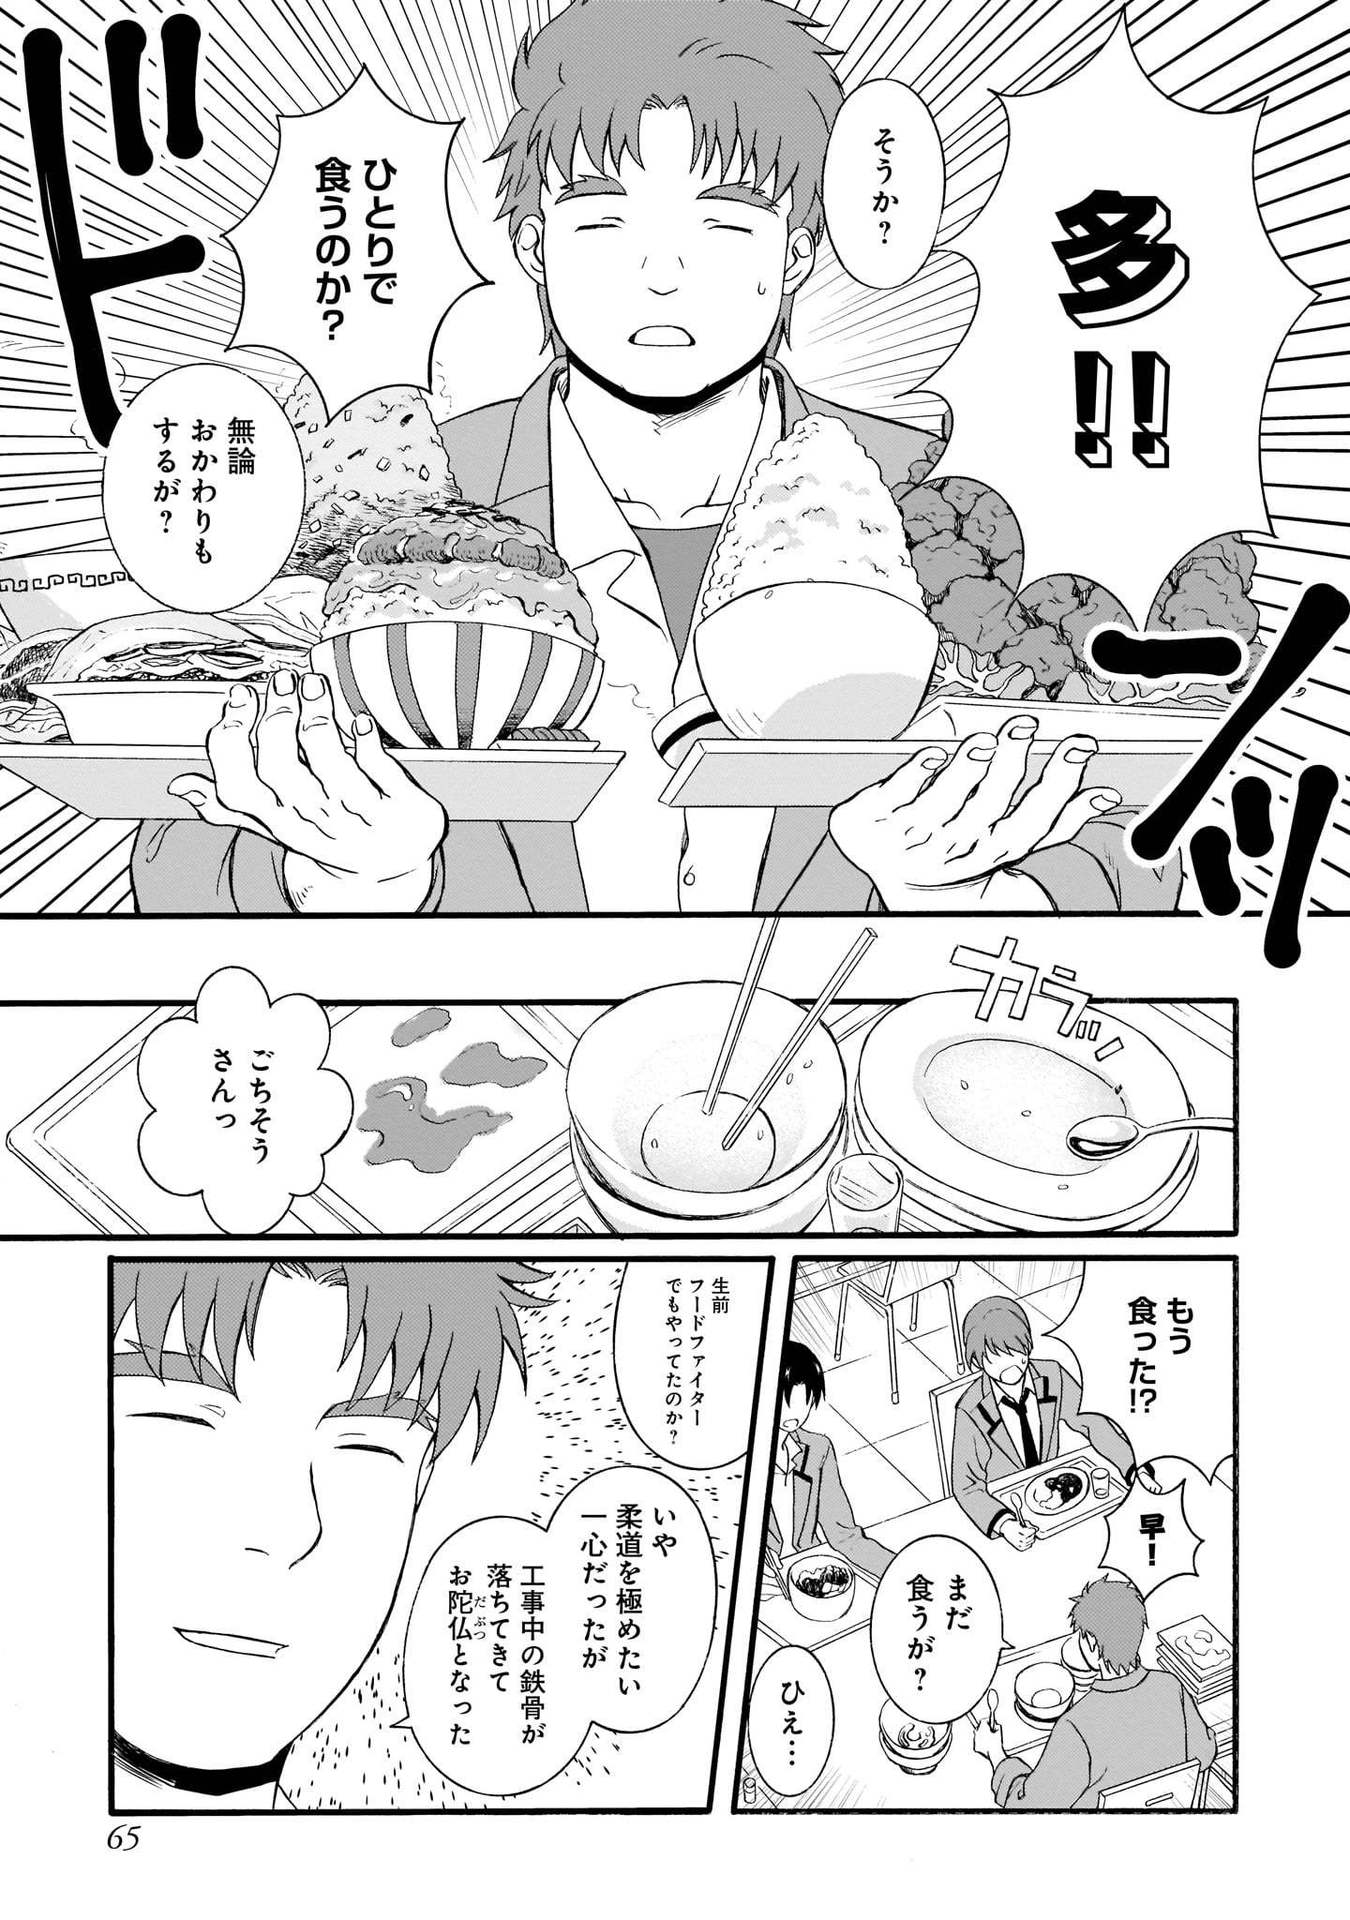 多!!
そうか?
ひとりで
食うのか?
無論
おかわりも
するが?
ドーンッ
カラッン
ごちそう
さんっ
もう
食った!?
早!
まだ
食うが?
ひえ…
生前
フードファイター
でもやってたのか?
いや
柔道を極めたい
一心だったが
工事中の鉄骨が
落ちてきて
お陀仏となった
だぶつ
65